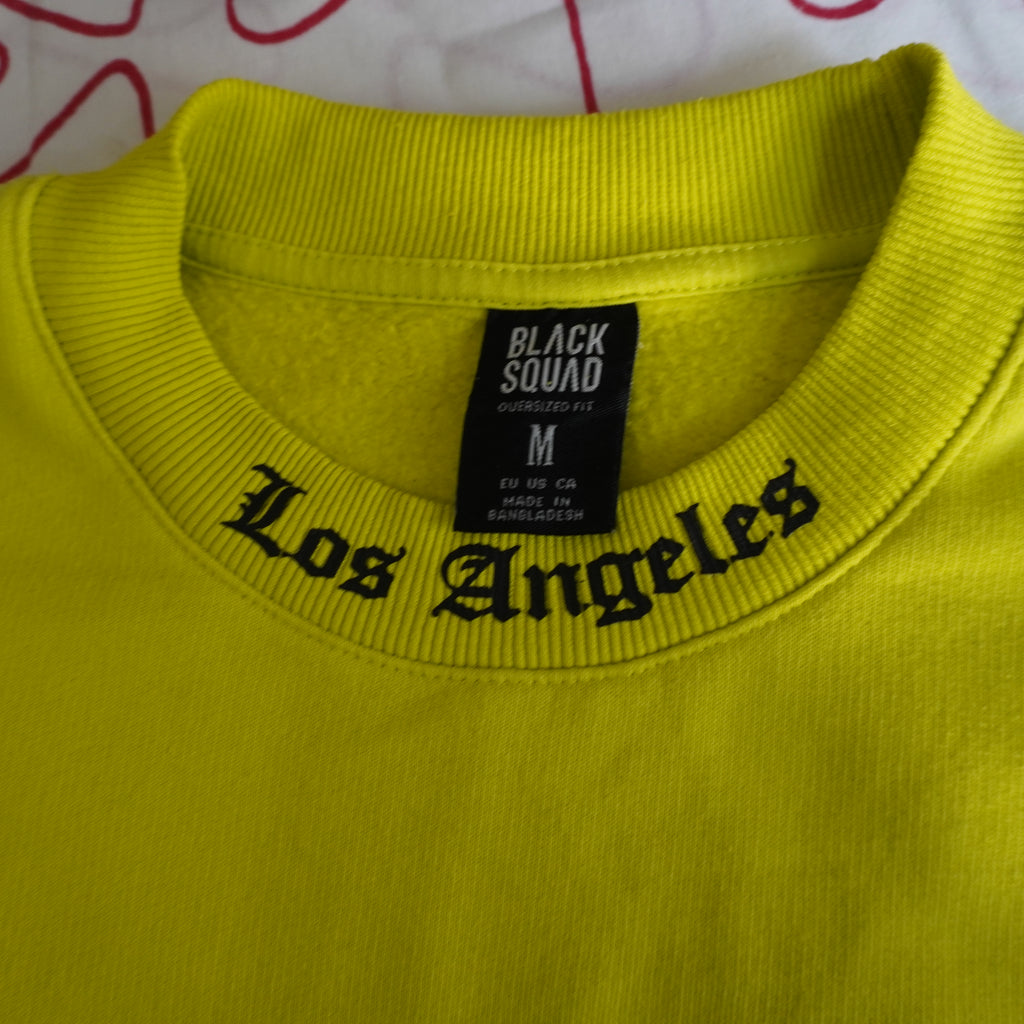 BLACK
SQUAD
OVERSIZED FIT
M
EU US CA
MADE IN
BANGLADESH
Los Angeles